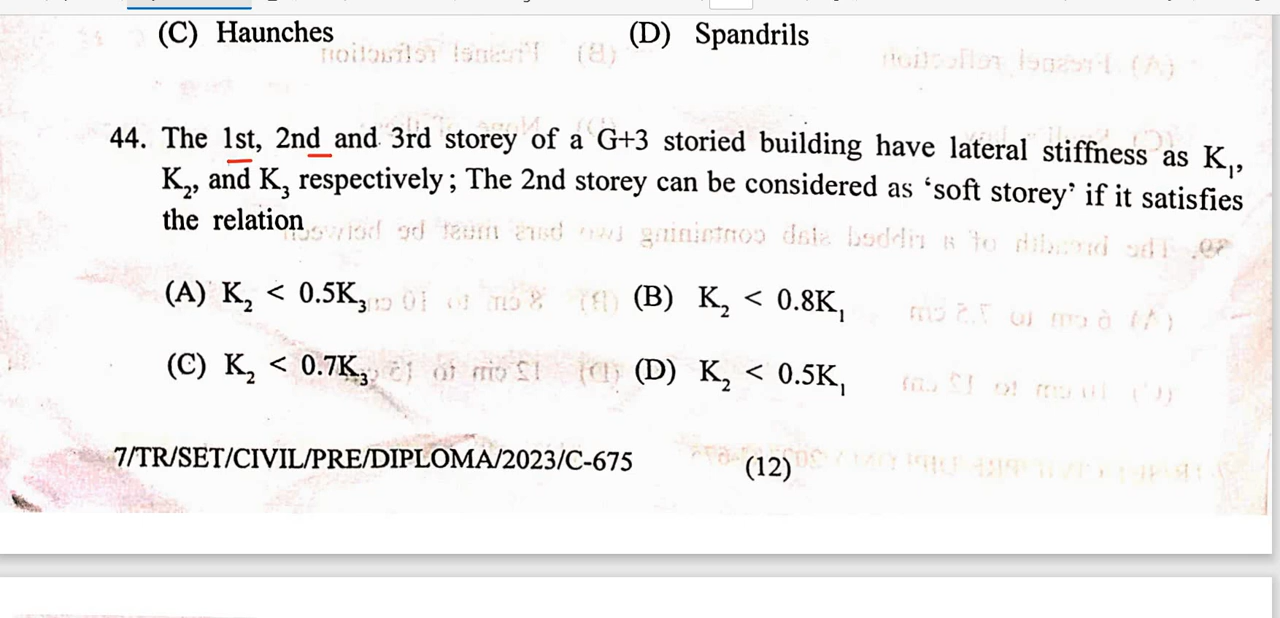 (C) Haunches (D) Spandrils
44. The 1st, 2nd and 3rd storey of a G+3 storied building have lateral stiffness as K₁,
K₂, and K₃ respectively ; The 2nd storey can be considered as ‘soft storey’ if it satisfies
the relation
(A) K₂ < 0.5K₃ (B) K₂ < 0.8K₁
(C) K₂ < 0.7K₃ (D) K₂ < 0.5K₁
7/TR/SET/CIVIL/PRE/DIPLOMA/2023/C-675 (12)